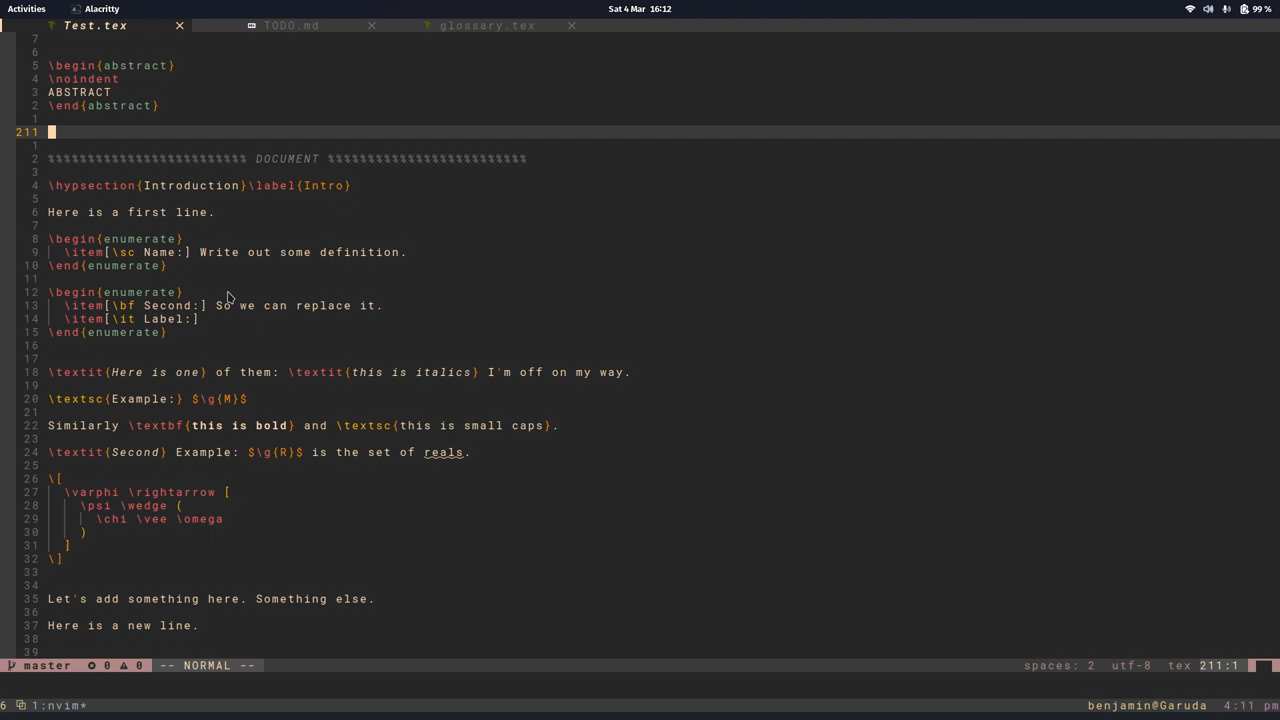 Activities Alacritty Sat 4 Mar 16:12 99 %
Test.tex TODO.md glossary.tex
7
6
5 \begin{abstract}
4 \noindent
3 ABSTRACT
2 \end{abstract}
1
211
1
2 %%%%%%%%%%%%%%%%%%%%%%%%% DOCUMENT %%%%%%%%%%%%%%%%%%%%%%%%%
3
4 \hypsection{Introduction}\label{Intro}
5
6 Here is a first line.
7
8 \begin{enumerate}
9 \item[\sc Name:] Write out some definition.
10 \end{enumerate}
11
12 \begin{enumerate}
13 \item[\bf Second:] So we can replace it.
14 \item[\it Label:]
15 \end{enumerate}
16
17
18 \textit{Here is one} of them: \textit{this is italics} I'm off on my way.
19
20 \textsc{Example:} $\g{M}$
21
22 Similarly \textbf{this is bold} and \textsc{this is small caps}.
23
24 \textit{Second} Example: $\g{R}$ is the set of reals.
25
26 \[
27 \varphi \rightarrow [
28 \psi \wedge (
29 \chi \vee \omega
30 )
31 ]
32 \]
33
34
35 Let's add something here. Something else.
36
37 Here is a new line.
38
39
master 0 0 -- NORMAL -- spaces: 2 utf-8 tex 211:1
6 1:nvim* benjamin@Garuda 4:11 pm